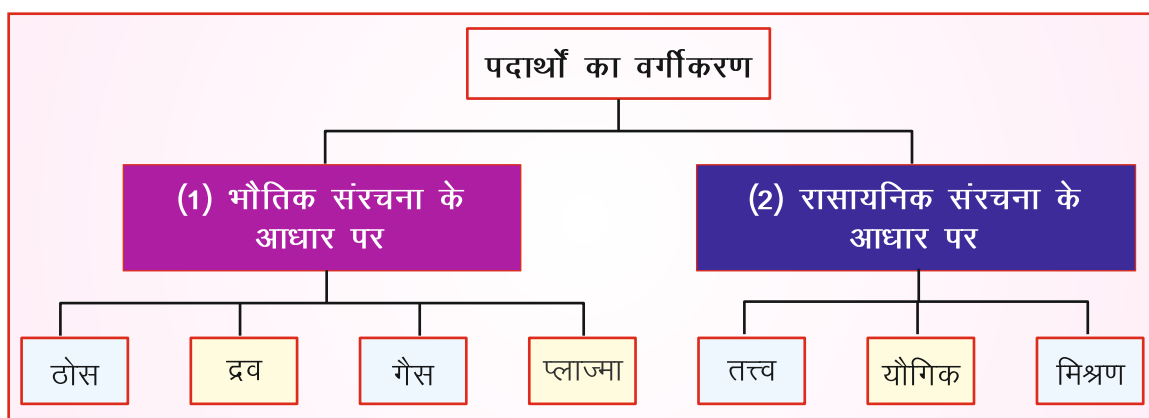 पदार्थों का वर्गीकरण
(1) भौतिक संरचना के
आधार पर
(2) रासायनिक संरचना के
आधार पर
ठोस
द्रव
गैस
प्लाज्मा
तत्त्व
यौगिक
मिश्रण